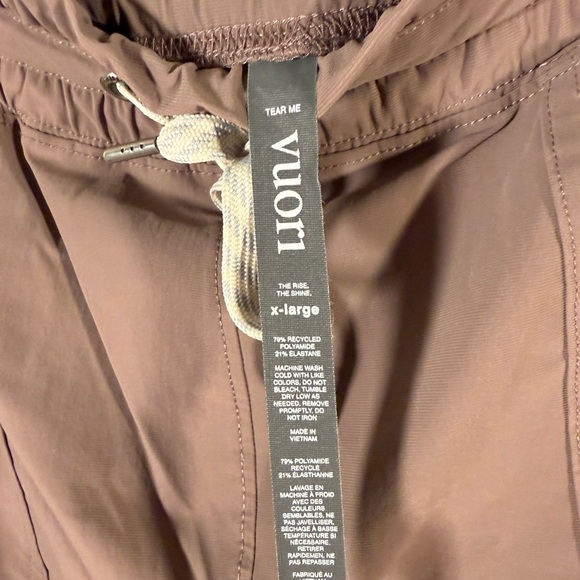 TEAR ME
vuori
THE RISE.
THE SHINE.
x-large
79% RECYCLED
POLYAMIDE
21% ELASTANE
MACHINE WASH
COLD WITH LIKE
COLORS, DO NOT
BLEACH, TUMBLE
DRY LOW AS
NEEDED, REMOVE
PROMPTLY, DO
NOT IRON
MADE IN
VIETNAM
79% POLYAMIDE
RECYCLÉ
21% ÉLASTHANNE
LAVAGE EN
MACHINE À FROID
AVEC DES
COULEURS
SEMBLABLES, NE
PAS JAVELLISER,
SÉCHAGE À BASSE
TEMPÉRATURE SI
NÉCESSAIRE,
RETIRER
RAPIDEMEN, NE
PAS REPASSER
FABRIQUÉ AU